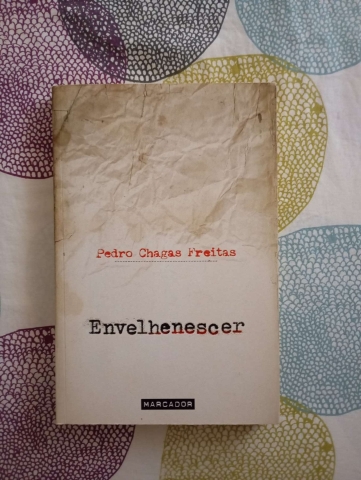 Pedro Chagas Freitas
Envelhenescer
MARCADOR